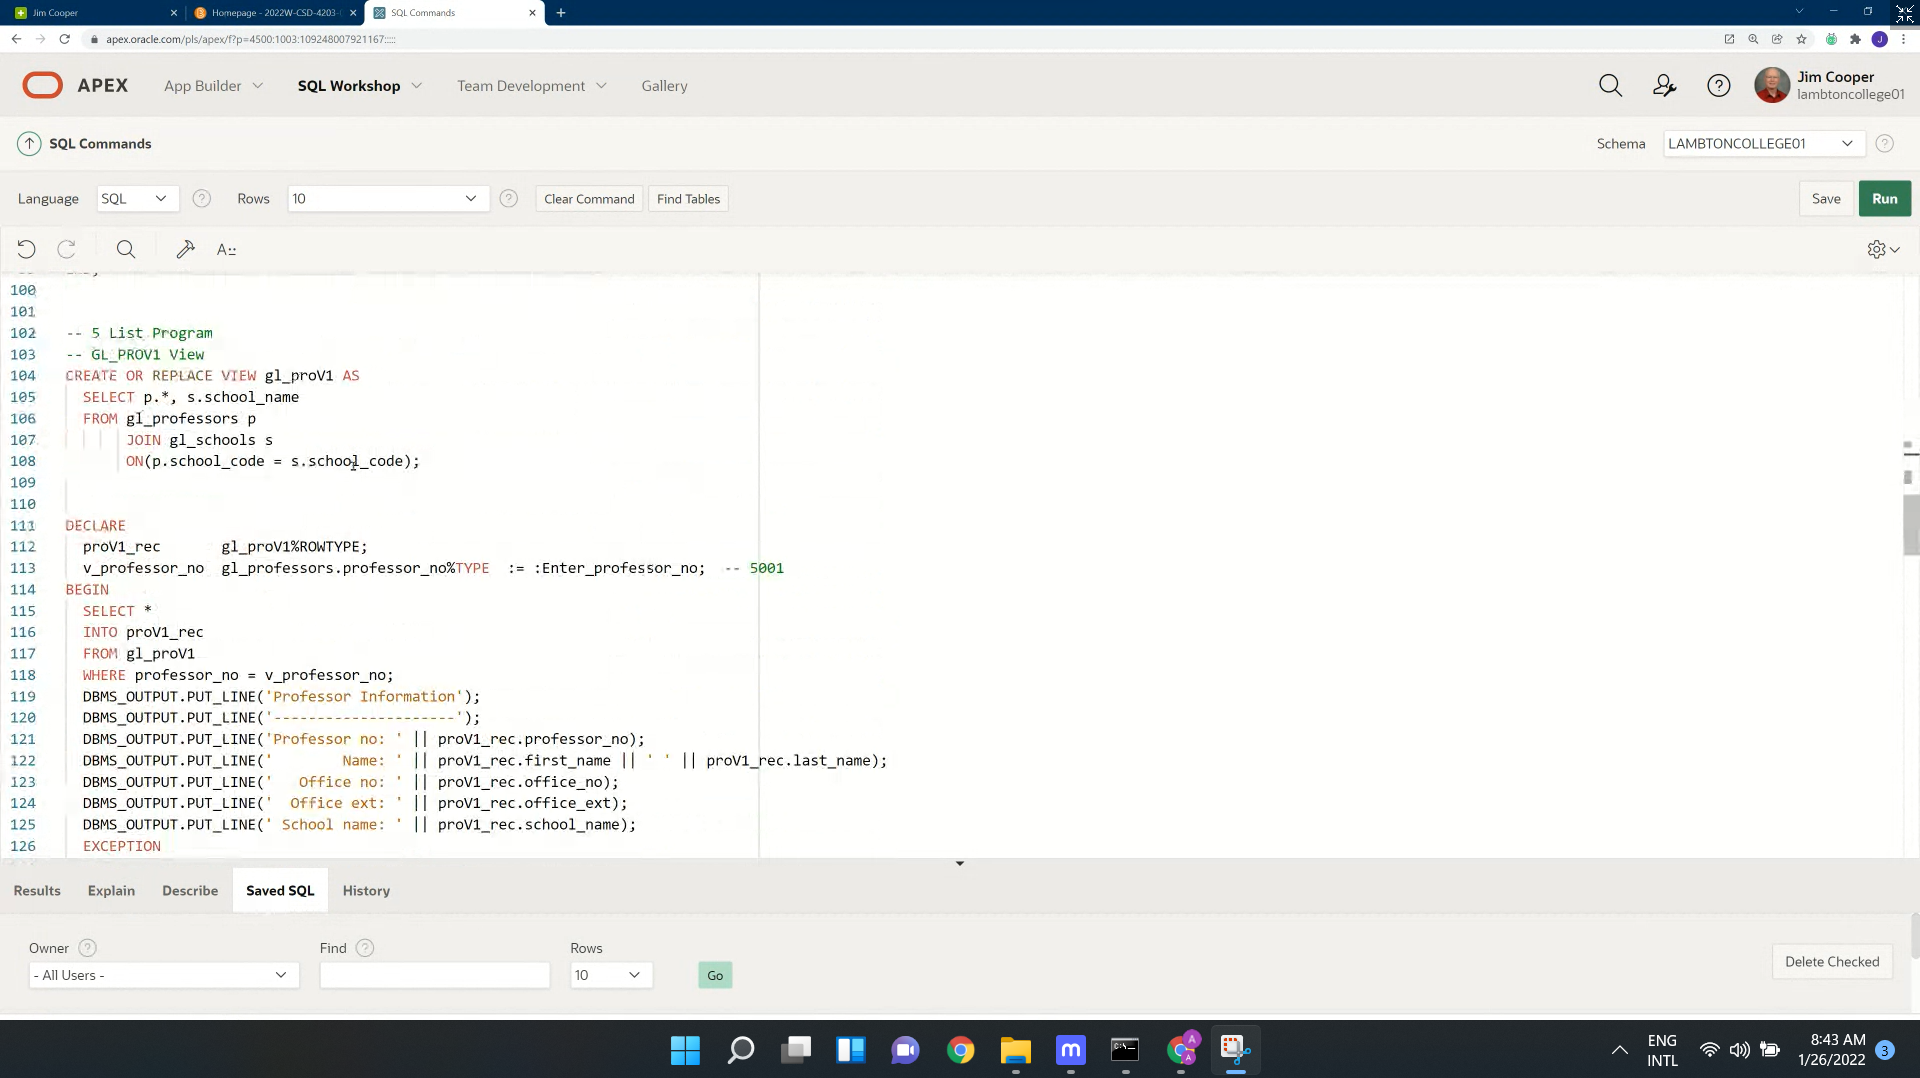 Jim Cooper
Homepage - 2022W-CSD-4203-
SQL Commands
apex.oracle.com/pls/apex/f?p=4500:1003:109248007921167:::::
APEX
App Builder
SQL Workshop
Team Development
Gallery
Jim Cooper
lambtoncollege01
SQL Commands
Schema
LAMBTONCOLLEGE01
Language
SQL
Rows
10
Clear Command
Find Tables
Save
Run
100
101
102 -- 5 List Program
103 -- GL_PROV1 View
104 CREATE OR REPLACE VIEW gl_proV1 AS
105 SELECT p.*, s.school_name
106 FROM gl_professors p
107 JOIN gl_schools s
108 ON(p.school_code = s.school_code);
109
110
111 DECLARE
112 proV1_rec gl_proV1%ROWTYPE;
113 v_professor_no gl_professors.professor_no%TYPE := :Enter_professor_no; -- 5001
114 BEGIN
115 SELECT *
116 INTO proV1_rec
117 FROM gl_proV1
118 WHERE professor_no = v_professor_no;
119 DBMS_OUTPUT.PUT_LINE('Professor Information');
120 DBMS_OUTPUT.PUT_LINE('---------------------');
121 DBMS_OUTPUT.PUT_LINE('Professor no: ' || proV1_rec.professor_no);
122 DBMS_OUTPUT.PUT_LINE('        Name: ' || proV1_rec.first_name || ' ' || proV1_rec.last_name);
123 DBMS_OUTPUT.PUT_LINE('   Office no: ' || proV1_rec.office_no);
124 DBMS_OUTPUT.PUT_LINE('  Office ext: ' || proV1_rec.office_ext);
125 DBMS_OUTPUT.PUT_LINE(' School name: ' || proV1_rec.school_name);
126 EXCEPTION
Results
Explain
Describe
Saved SQL
History
Owner
Find
Rows
- All Users -
10
Go
Delete Checked
ENG
INTL
8:43 AM
1/26/2022
3